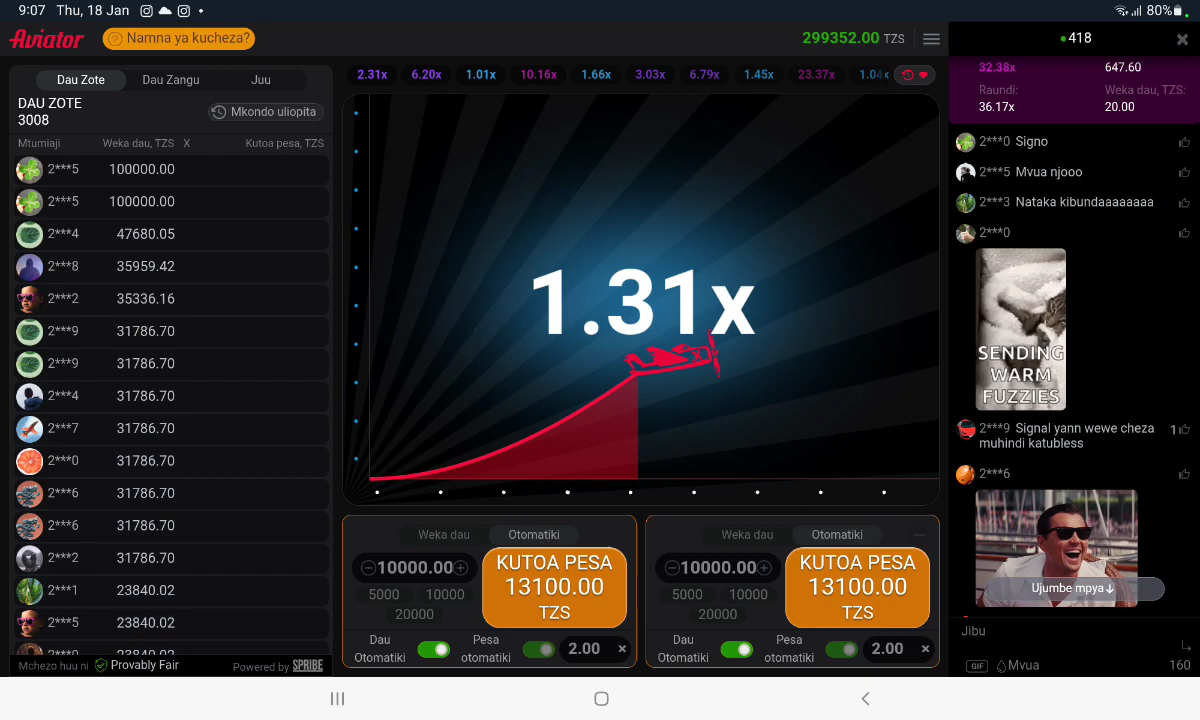 9:07 Thu, 18 Jan
80%
Aviator
Namna ya kucheza?
299352.00 TZS
418
Dau Zote Dau Zangu Juu
DAU ZOTE
3008
Mkondo uliopita
Mtumiaji Weka dau, TZS X Kutoa pesa, TZS
2***5 100000.00
2***5 100000.00
2***4 47680.05
2***8 35959.42
2***2 35336.16
2***9 31786.70
2***9 31786.70
2***4 31786.70
2***7 31786.70
2***0 31786.70
2***6 31786.70
2***6 31786.70
2***2 31786.70
2***1 23840.02
2***5 23840.02
2***0 23840.02
Mchezo huu ni Provably Fair Powered by SPRIBE
2.31x 6.20x 1.01x 10.16x 1.66x 3.03x 6.79x 1.45x 23.37x 1.04x
1.31x
Weka dau Otomatiki
10000.00
5000 10000
20000
KUTOA PESA
13100.00
TZS
Dau
Otomatiki
Pesa
otomatiki
2.00
Weka dau Otomatiki
10000.00
5000 10000
20000
KUTOA PESA
13100.00
TZS
Dau
Otomatiki
Pesa
otomatiki
2.00
32.38x 647.60
Raundi: Weka dau, TZS:
36.17x 20.00
2***0 Signo
2***5 Mvua njooo
2***3 Nataka kibundaaaaaaaa
2***0
SENDING
WARM
FUZZIES
2***9 Signal yann wewe cheza
muhindi katubless
1
2***6
Ujumbe mpya
Jibu
GIF Mvua 160